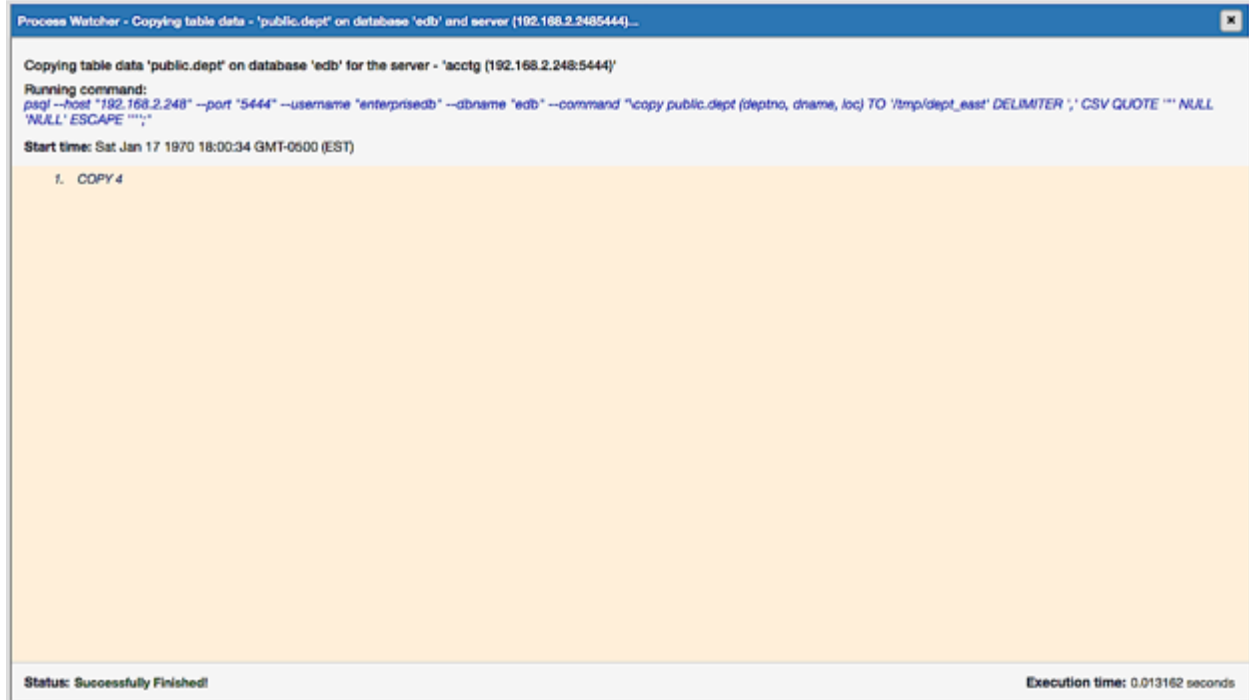 Process Watcher - Copying table data - 'public.dept' on database 'edb' and server (192.168.2.2485444)...
Copying table data 'public.dept' on database 'edb' for the server - 'acctg (192.168.2.248:5444)'
Running command:
psql --host "192.168.2.248" --port "5444" --username "enterprisedb" --dbname "edb" --command "\copy public.dept (deptno, dname, loc) TO '/tmp/dept_east' DELIMITER ',' CSV QUOTE '"' NULL
'NULL' ESCAPE '''';"
Start time: Sat Jan 17 1970 18:00:34 GMT-0500 (EST)
1. COPY 4
Status: Successfully Finished!
Execution time: 0.013162 seconds